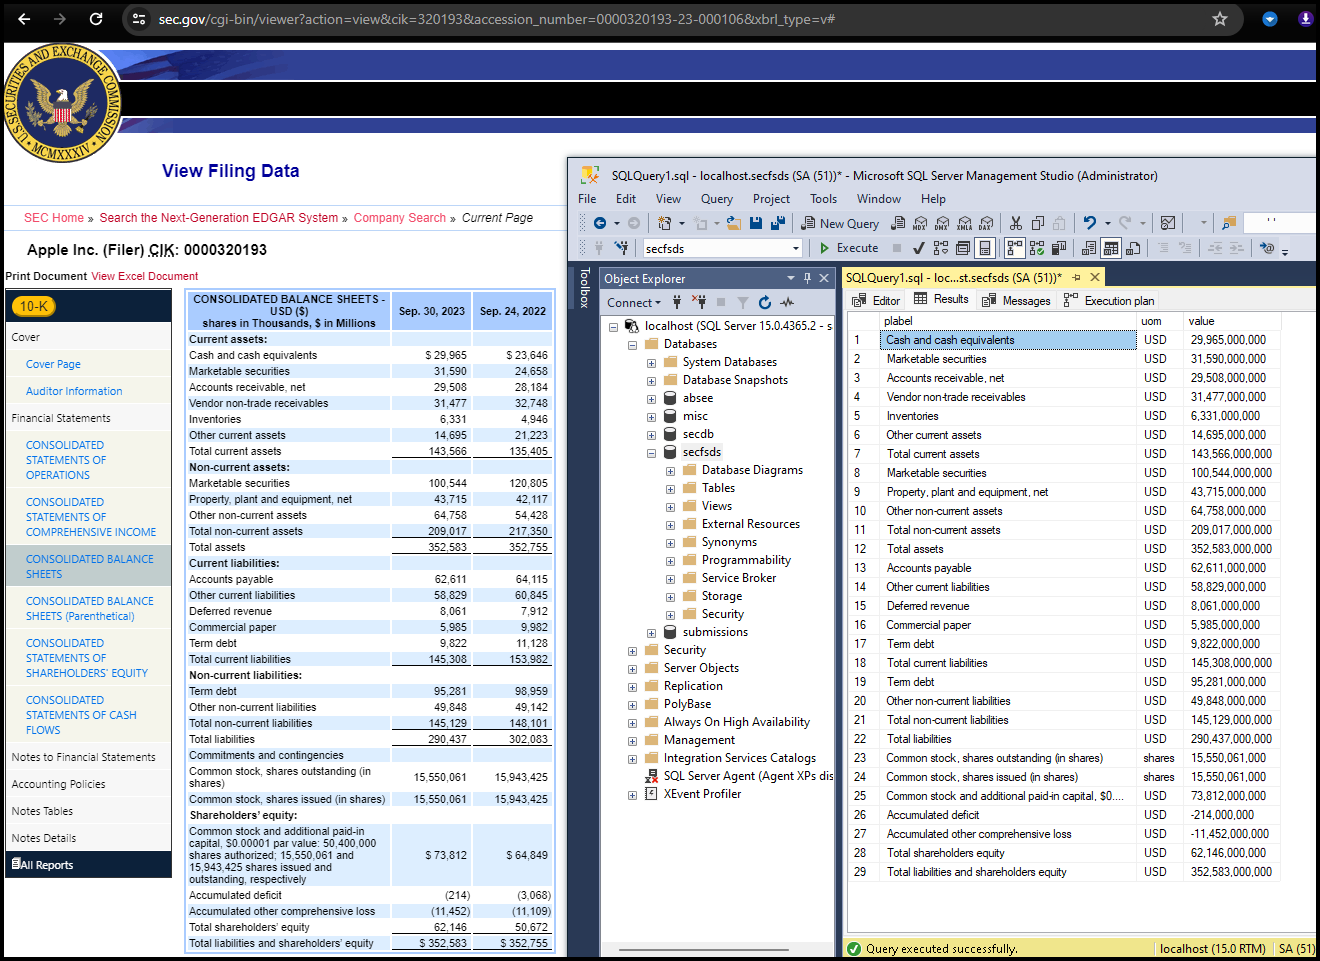 sec.gov/cgi-bin/viewer?action=view&cik=320193&accession_number=0000320193-23-000106&xbrl_type=v#
U.S. SECURITIES AND EXCHANGE COMMISSION
MCMXXXIV
View Filing Data
SEC Home » Search the Next-Generation EDGAR System » Company Search » Current Page
Apple Inc. (Filer) CIK: 0000320193
Print Document View Excel Document
10-K
Cover
Cover Page
Auditor Information
Financial Statements
CONSOLIDATED
STATEMENTS OF
OPERATIONS
CONSOLIDATED
STATEMENTS OF
COMPREHENSIVE INCOME
CONSOLIDATED BALANCE
SHEETS
CONSOLIDATED BALANCE
SHEETS (Parenthetical)
CONSOLIDATED
STATEMENTS OF
SHAREHOLDERS' EQUITY
CONSOLIDATED
STATEMENTS OF CASH
FLOWS
Notes to Financial Statements
Accounting Policies
Notes Tables
Notes Details
All Reports
CONSOLIDATED BALANCE SHEETS -
USD ($)
shares in Thousands, $ in Millions
Sep. 30, 2023 Sep. 24, 2022
Current assets:
Cash and cash equivalents $ 29,965 $ 23,646
Marketable securities 31,590 24,658
Accounts receivable, net 29,508 28,184
Vendor non-trade receivables 31,477 32,748
Inventories 6,331 4,946
Other current assets 14,695 21,223
Total current assets 143,566 135,405
Non-current assets:
Marketable securities 100,544 120,805
Property, plant and equipment, net 43,715 42,117
Other non-current assets 64,758 54,428
Total non-current assets 209,017 217,350
Total assets 352,583 352,755
Current liabilities:
Accounts payable 62,611 64,115
Other current liabilities 58,829 60,845
Deferred revenue 8,061 7,912
Commercial paper 5,985 9,982
Term debt 9,822 11,128
Total current liabilities 145,308 153,982
Non-current liabilities:
Term debt 95,281 98,959
Other non-current liabilities 49,848 49,142
Total non-current liabilities 145,129 148,101
Total liabilities 290,437 302,083
Commitments and contingencies
Common stock, shares outstanding (in
shares) 15,550,061 15,943,425
Common stock, shares issued (in shares) 15,550,061 15,943,425
Shareholders' equity:
Common stock and additional paid-in
capital, $0.00001 par value: 50,400,000
shares authorized; 15,550,061 and
15,943,425 shares issued and
outstanding, respectively
$ 73,812 $ 64,849
Accumulated deficit (214) (3,068)
Accumulated other comprehensive loss (11,452) (11,109)
Total shareholders' equity 62,146 50,672
Total liabilities and shareholders' equity $ 352,583 $ 352,755
SQLQuery1.sql - localhost.secfsds (SA (51))* - Microsoft SQL Server Management Studio (Administrator)
File Edit View Query Project Tools Window Help
New Query MDX DMX XMLA DAX ' '
secfsds Execute
Toolbox
Object Explorer
Connect
localhost (SQL Server 15.0.4365.2 - s
Databases
System Databases
Database Snapshots
absee
misc
secdb
secfsds
Database Diagrams
Tables
Views
External Resources
Synonyms
Programmability
Service Broker
Storage
Security
submissions
Security
Server Objects
Replication
PolyBase
Always On High Availability
Management
Integration Services Catalogs
SQL Server Agent (Agent XPs dis
XEvent Profiler
SQLQuery1.sql - loc...st.secfsds (SA (51))*
Editor Results Messages Execution plan
plabel uom value
1 Cash and cash equivalents USD 29,965,000,000
2 Marketable securities USD 31,590,000,000
3 Accounts receivable, net USD 29,508,000,000
4 Vendor non-trade receivables USD 31,477,000,000
5 Inventories USD 6,331,000,000
6 Other current assets USD 14,695,000,000
7 Total current assets USD 143,566,000,000
8 Marketable securities USD 100,544,000,000
9 Property, plant and equipment, net USD 43,715,000,000
10 Other non-current assets USD 64,758,000,000
11 Total non-current assets USD 209,017,000,000
12 Total assets USD 352,583,000,000
13 Accounts payable USD 62,611,000,000
14 Other current liabilities USD 58,829,000,000
15 Deferred revenue USD 8,061,000,000
16 Commercial paper USD 5,985,000,000
17 Term debt USD 9,822,000,000
18 Total current liabilities USD 145,308,000,000
19 Term debt USD 95,281,000,000
20 Other non-current liabilities USD 49,848,000,000
21 Total non-current liabilities USD 145,129,000,000
22 Total liabilities USD 290,437,000,000
23 Common stock, shares outstanding (in shares) shares 15,550,061,000
24 Common stock, shares issued (in shares) shares 15,550,061,000
25 Common stock and additional paid-in capital, $0.... USD 73,812,000,000
26 Accumulated deficit USD -214,000,000
27 Accumulated other comprehensive loss USD -11,452,000,000
28 Total shareholders equity USD 62,146,000,000
29 Total liabilities and shareholders equity USD 352,583,000,000
Query executed successfully. localhost (15.0 RTM) SA (51)